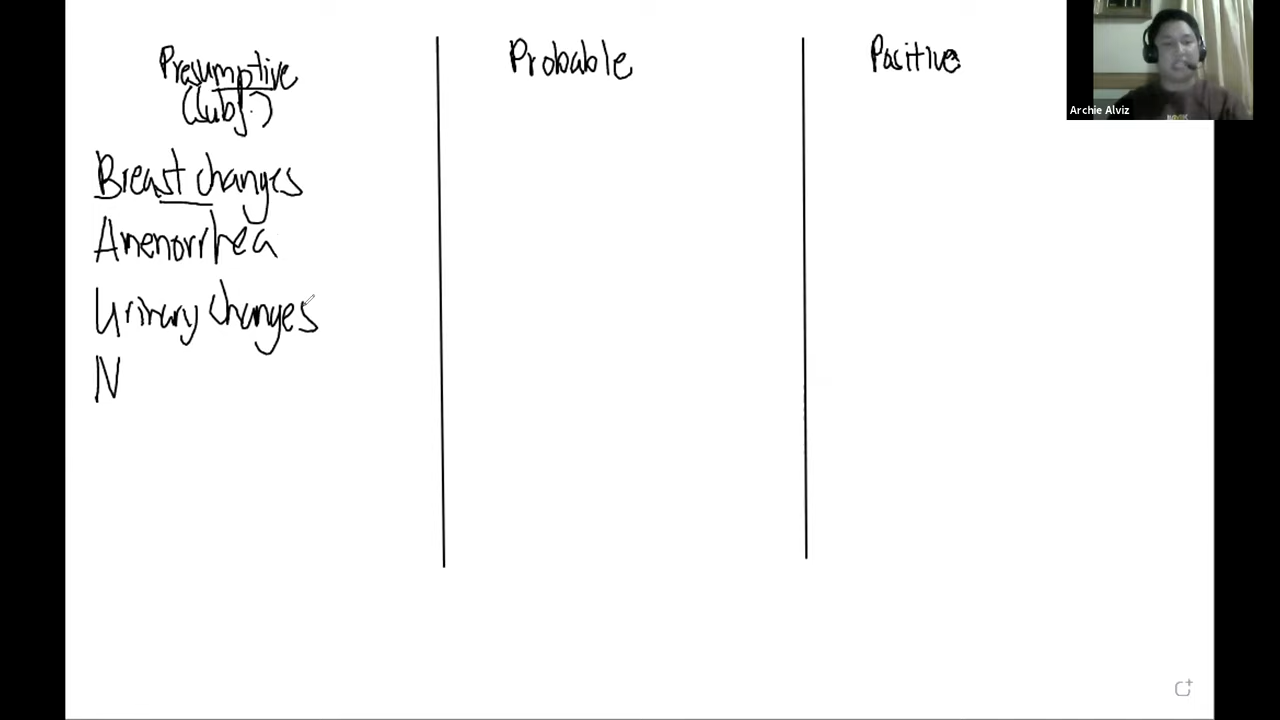 Presumptive
(Subj.)
Probable
Positive
Breast changes
Amenorrhea
Urinary changes
N
Archie Alviz